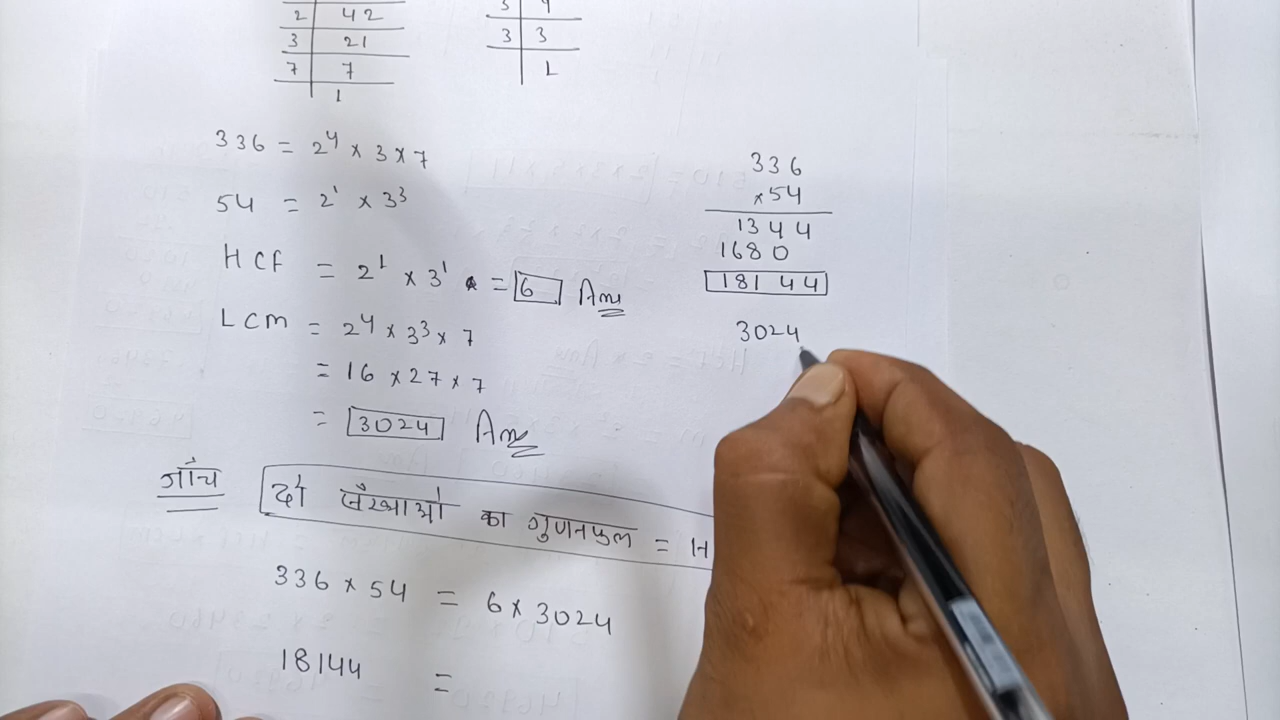 2 | 42
3 | 21
7 | 7
1
3 | 9
3 | 3
1
336 = 2⁴ × 3 × 7
54 = 2¹ × 3³
HCF = 2¹ × 3¹ = 6 Ans
LCM = 2⁴ × 3³ × 7
= 16 × 27 × 7
= 3024 Ans
जाँच दो संख्याओं का गुणनफल = H
336 × 54 = 6 × 3024
18144 =
336
×54
1344
1680
18144
3024